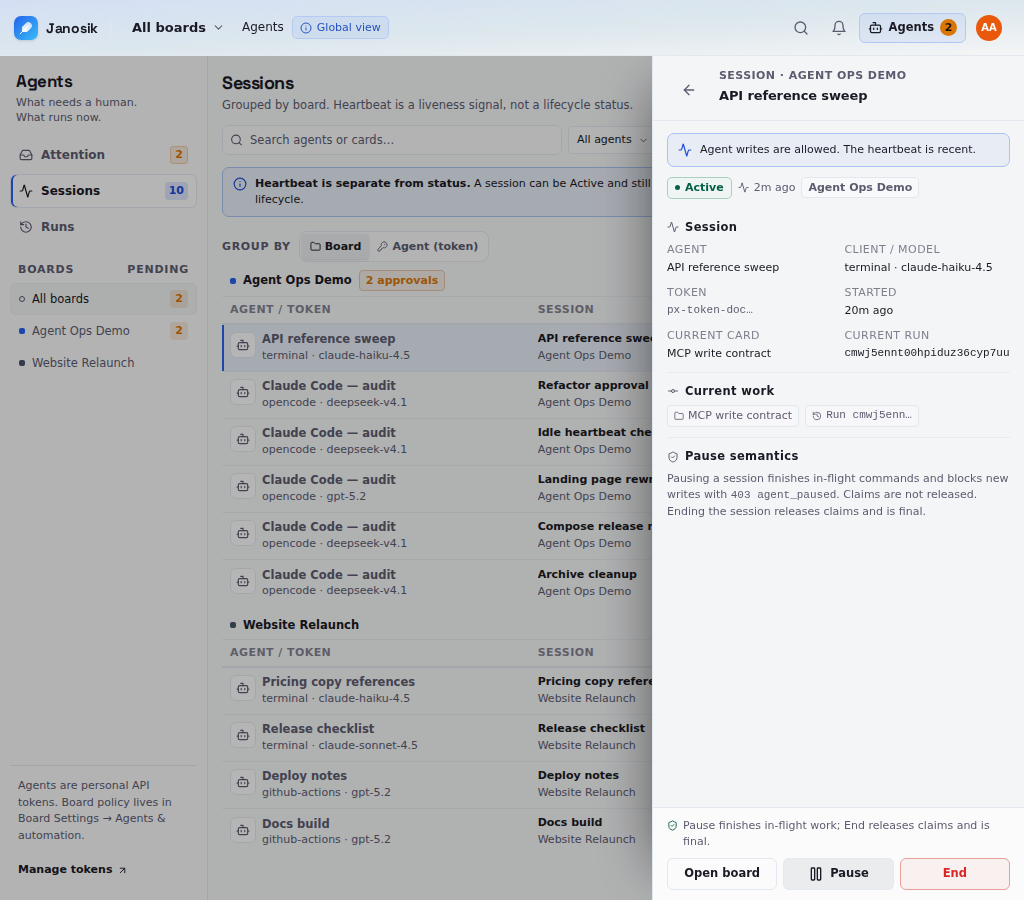 Janosik
All boards
Agents
Global view
Agents 2
AA
Agents
What needs a human.
What runs now.
Attention 2
Sessions 10
Runs
BOARDS PENDING
All boards 2
Agent Ops Demo 2
Website Relaunch
Agents are personal API
tokens. Board policy lives in
Board Settings → Agents &
automation.
Manage tokens
Sessions
Grouped by board. Heartbeat is a liveness signal, not a lifecycle status.
Search agents or cards…
All agents
Heartbeat is separate from status. A session can be Active and still
lifecycle.
GROUP BY Board Agent (token)
Agent Ops Demo 2 approvals
AGENT / TOKEN SESSION
API reference sweep
terminal · claude-haiku-4.5
API reference
Agent Ops Demo
Claude Code — audit
opencode · deepseek-v4.1
Refactor approval
Agent Ops Demo
Claude Code — audit
opencode · deepseek-v4.1
Idle heartbeat
Agent Ops Demo
Claude Code — audit
opencode · gpt-5.2
Landing page
Agent Ops Demo
Claude Code — audit
opencode · deepseek-v4.1
Compose release
Agent Ops Demo
Claude Code — audit
opencode · deepseek-v4.1
Archive cleanup
Agent Ops Demo
Website Relaunch
AGENT / TOKEN SESSION
Pricing copy references
terminal · claude-haiku-4.5
Pricing copy
Website Relaunch
Release checklist
terminal · claude-sonnet-4.5
Release checklist
Website Relaunch
Deploy notes
github-actions · gpt-5.2
Deploy notes
Website Relaunch
Docs build
github-actions · gpt-5.2
Docs build
Website Relaunch
SESSION · AGENT OPS DEMO
API reference sweep
Agent writes are allowed. The heartbeat is recent.
Active 2m ago Agent Ops Demo
Session
AGENT CLIENT / MODEL
API reference sweep terminal · claude-haiku-4.5
TOKEN STARTED
px-token-doc… 20m ago
CURRENT CARD CURRENT RUN
MCP write contract cmwj5ennt00hpiduz36cyp7uu
Current work
MCP write contract Run cmwj5enn…
Pause semantics
Pausing a session finishes in-flight commands and blocks new
writes with 403 agent_paused. Claims are not released.
Ending the session releases claims and is final.
Pause finishes in-flight work; End releases claims and is
final.
Open board Pause End